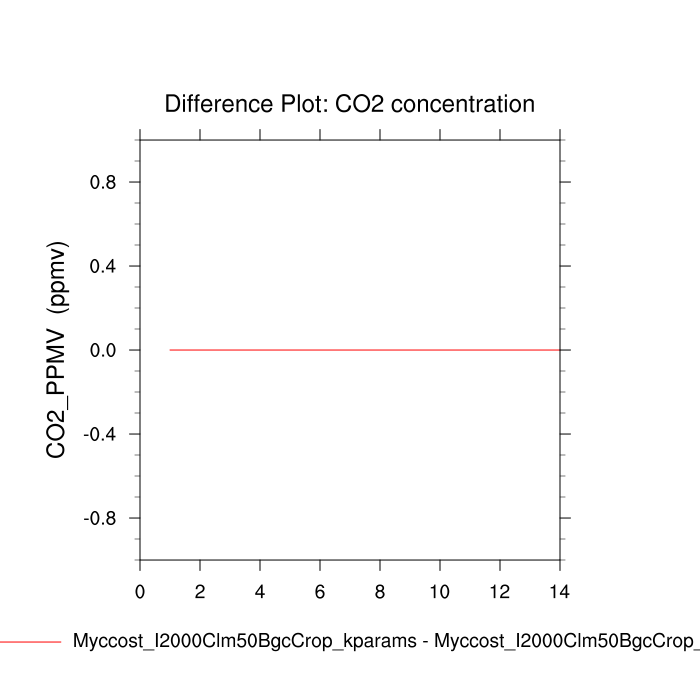 Difference Plot: CO2 concentration
CO2_PPMV (ppmv)
0.8
0.4
0.0
-0.4
-0.8
0 2 4 6 8 10 12 14
Myccost_I2000Clm50BgcCrop_kparams - Myccost_I2000Clm50BgcCrop_